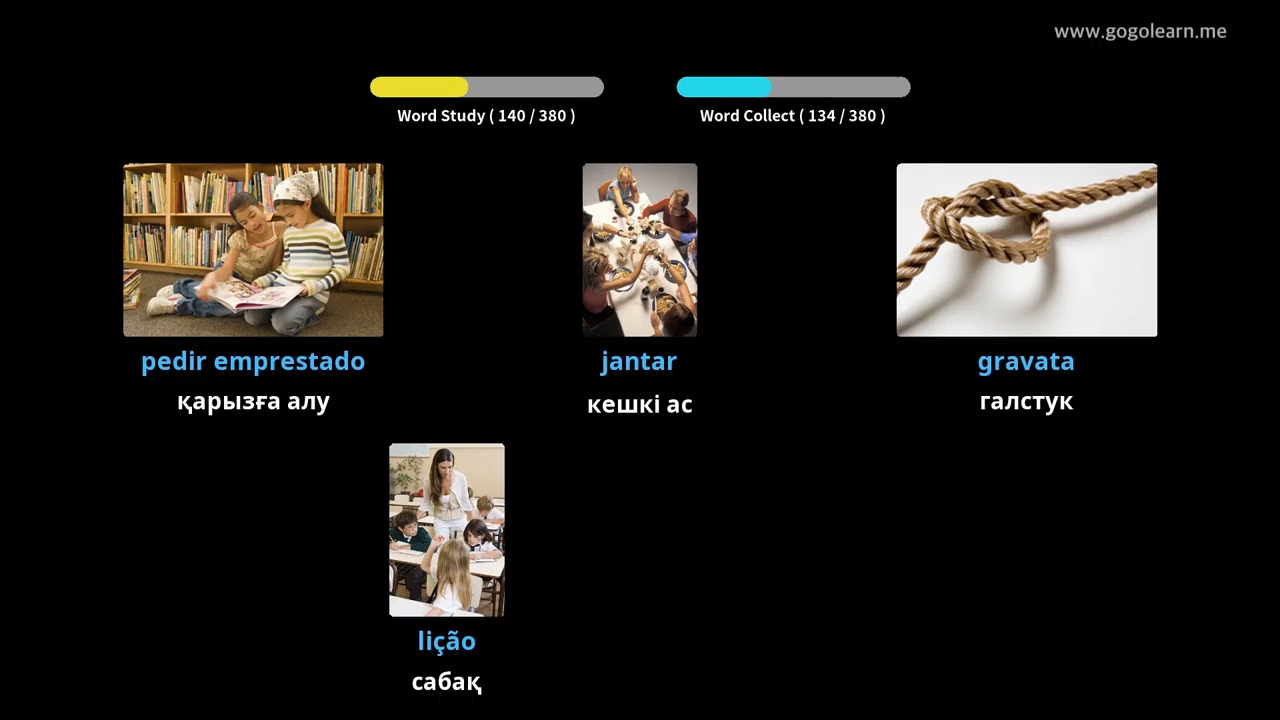 www.gogolearn.me
Word Study ( 140 / 380 )
Word Collect ( 134 / 380 )
pedir emprestado
қарызға алу
jantar
кешкі ас
gravata
галстук
lição
сабақ